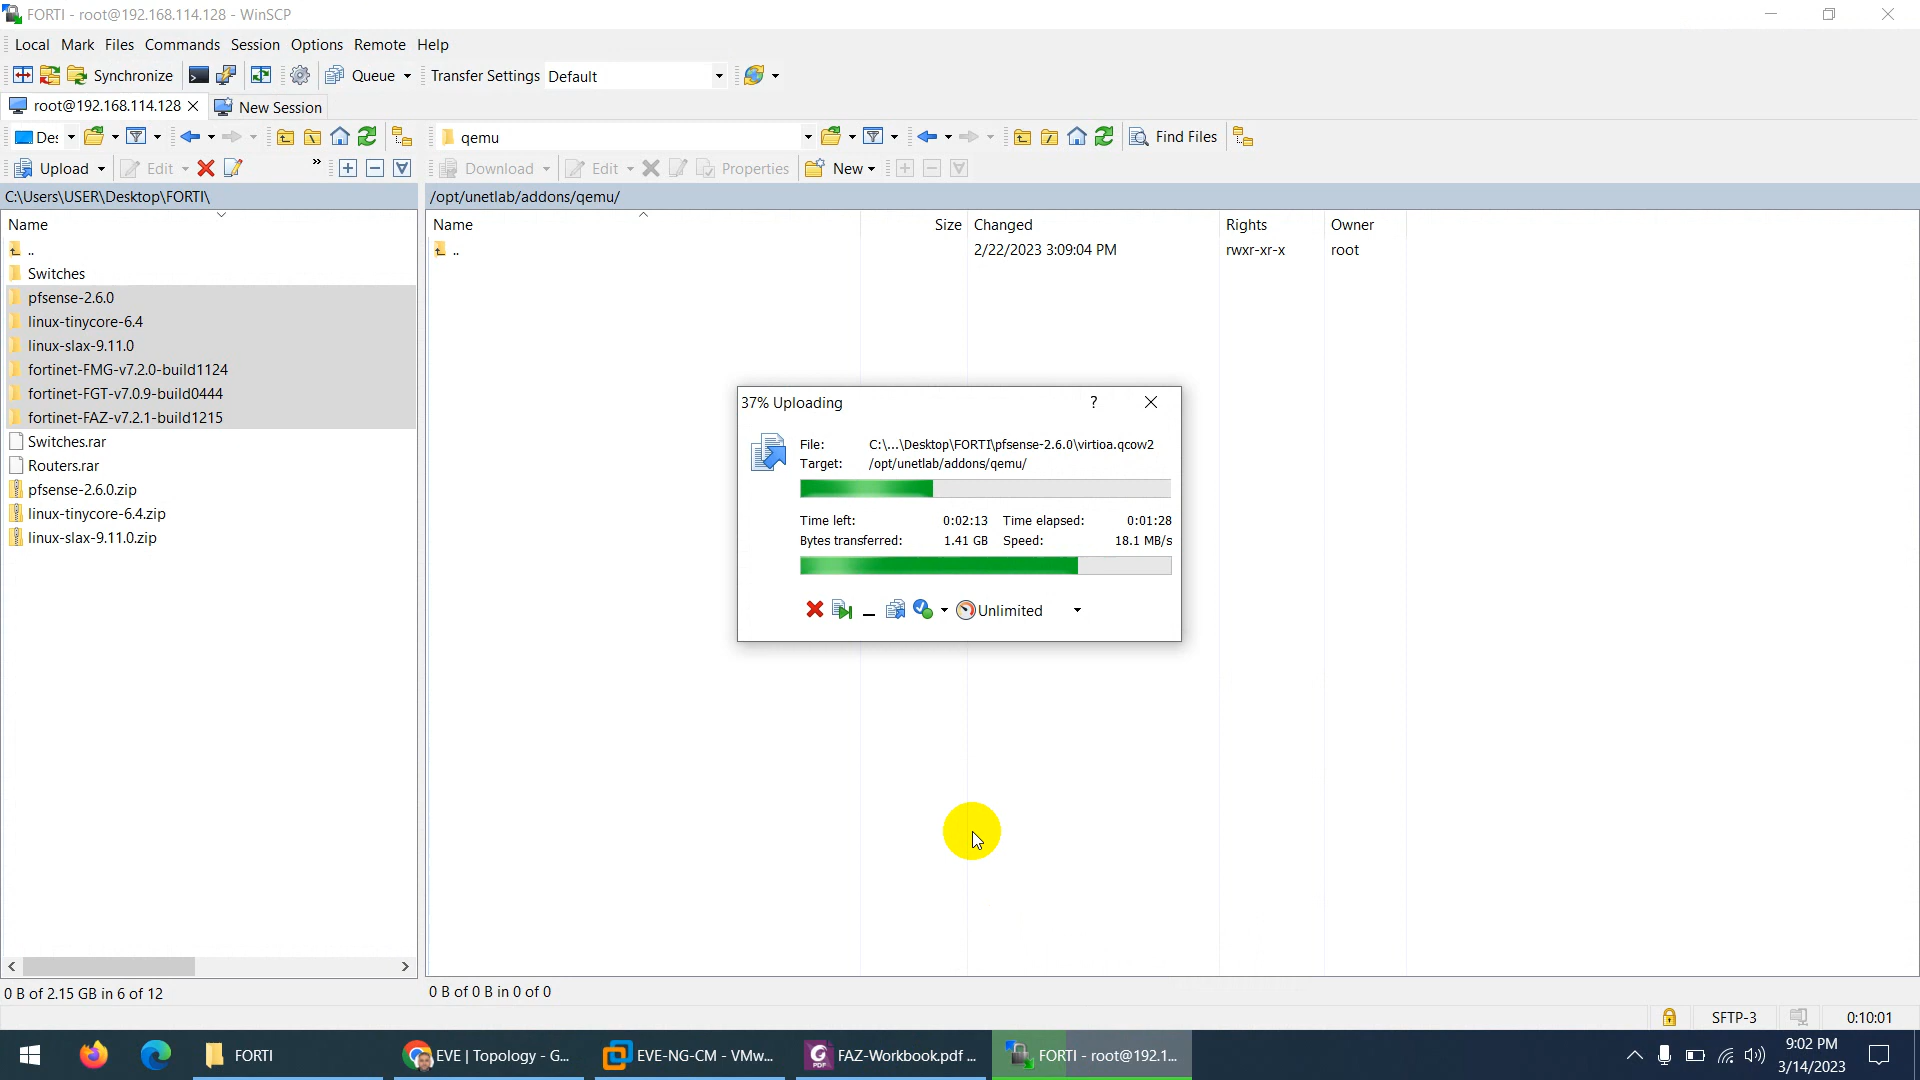 FORTI - root@192.168.114.128 - WinSCP
Local Mark Files Commands Session Options Remote Help
Synchronize Queue Transfer Settings Default
root@192.168.114.128 New Session
Des qemu Find Files
Upload Edit » Download Edit Properties New
C:\Users\USER\Desktop\FORTI\ /opt/unetlab/addons/qemu/
Name Name Size Changed Rights Owner
.. .. 2/22/2023 3:09:04 PM rwxr-xr-x root
Switches
pfsense-2.6.0
linux-tinycore-6.4
linux-slax-9.11.0
fortinet-FMG-v7.2.0-build1124
fortinet-FGT-v7.0.9-build0444
fortinet-FAZ-v7.2.1-build1215
Switches.rar
Routers.rar
pfsense-2.6.0.zip
linux-tinycore-6.4.zip
linux-slax-9.11.0.zip
37% Uploading ?
File: C:\...\Desktop\FORTI\pfsense-2.6.0\virtioa.qcow2
Target: /opt/unetlab/addons/qemu/
Time left: 0:02:13 Time elapsed: 0:01:28
Bytes transferred: 1.41 GB Speed: 18.1 MB/s
Unlimited
0 B of 2.15 GB in 6 of 12 0 B of 0 B in 0 of 0
SFTP-3 0:10:01
FORTI EVE | Topology - G... EVE-NG-CM - VMw... PDF FAZ-Workbook.pdf ... FORTI - root@192.1... 9:02 PM
3/14/2023